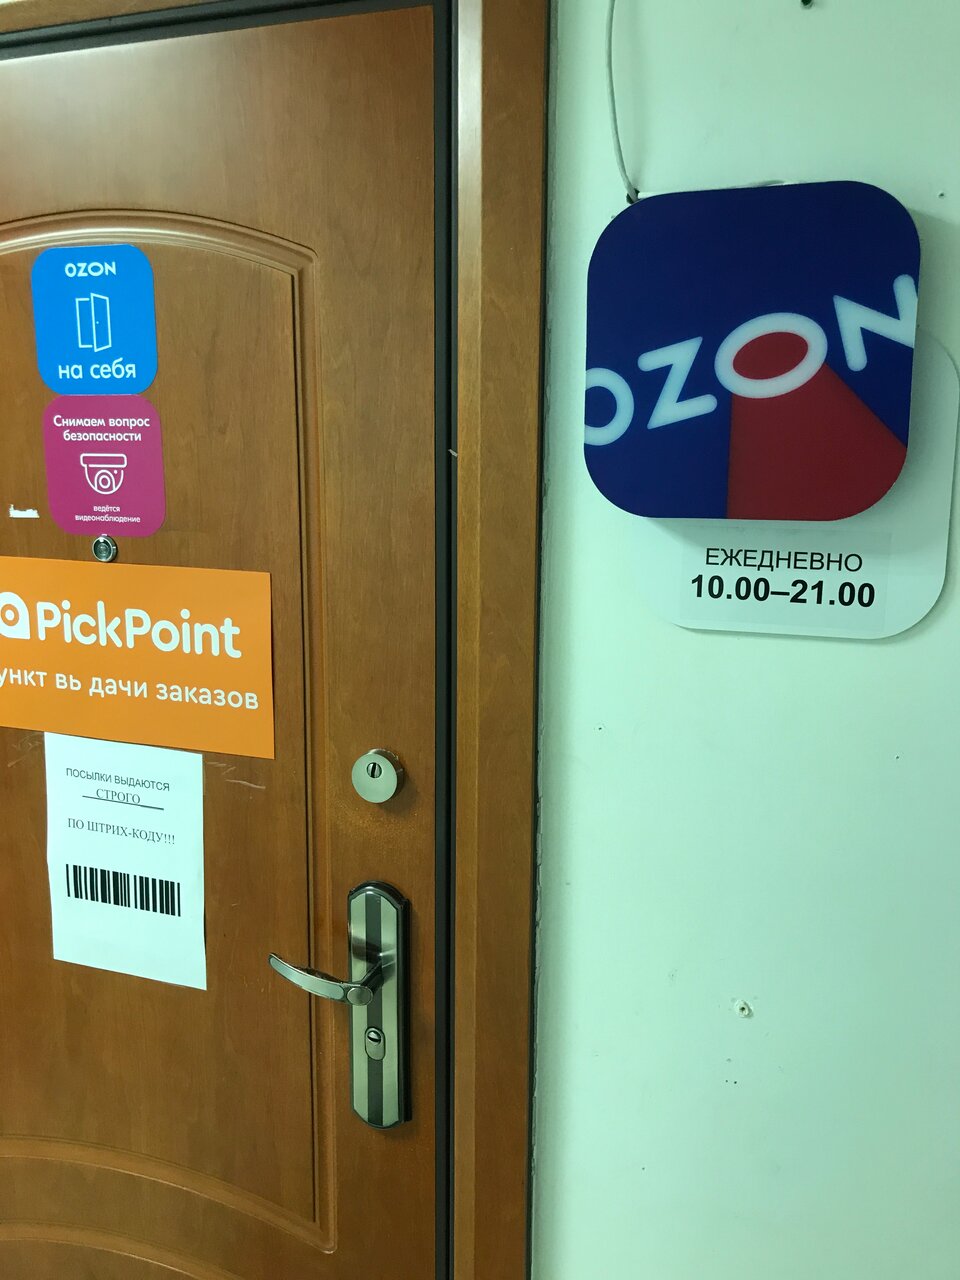 OZON
на себя
Снимаем вопрос
безопасности
ведётся
видеонаблюдение
PickPoint
ункт вь дачи заказов
ПОСЫЛКИ ВЫДАЮТСЯ
СТРОГО
ПО ШТРИХ-КОДУ!!!
OZON
ЕЖЕДНЕВНО
10.00–21.00